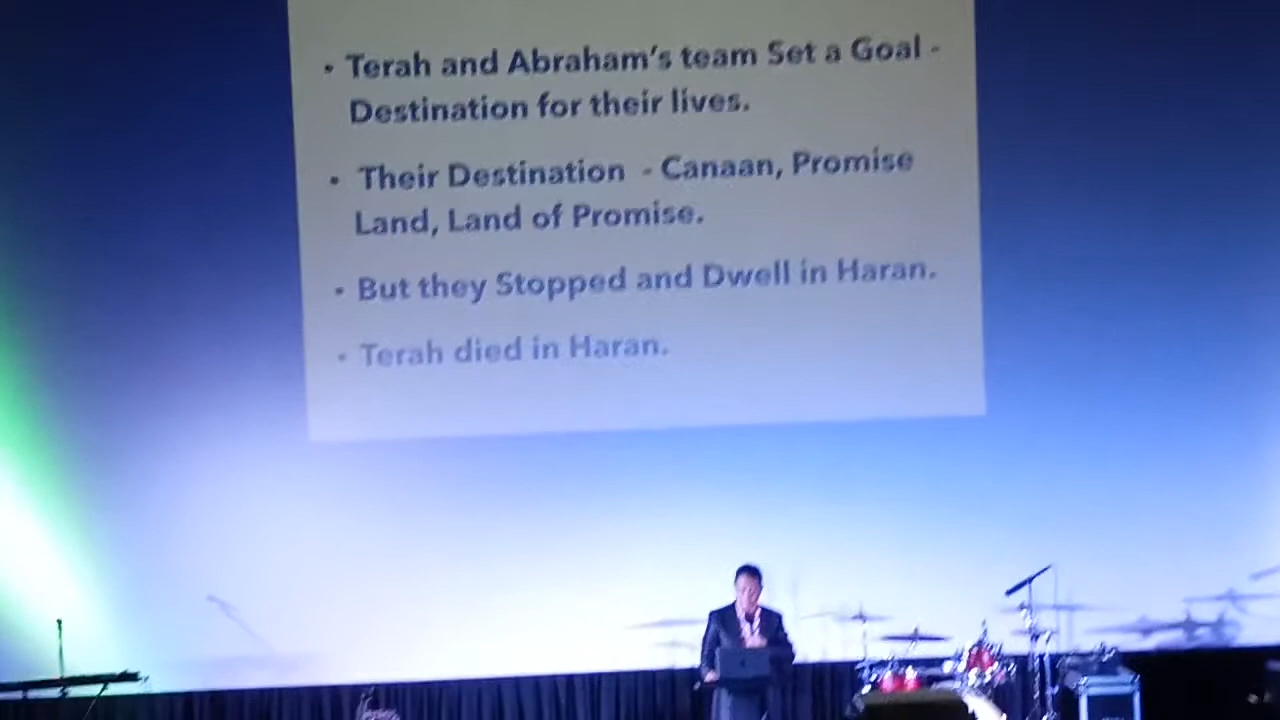 • Terah and Abraham's team Set a Goal -
Destination for their lives.
• Their Destination - Canaan, Promise
Land, Land of Promise.
• But they Stopped and Dwell in Haran.
• Terah died in Haran.